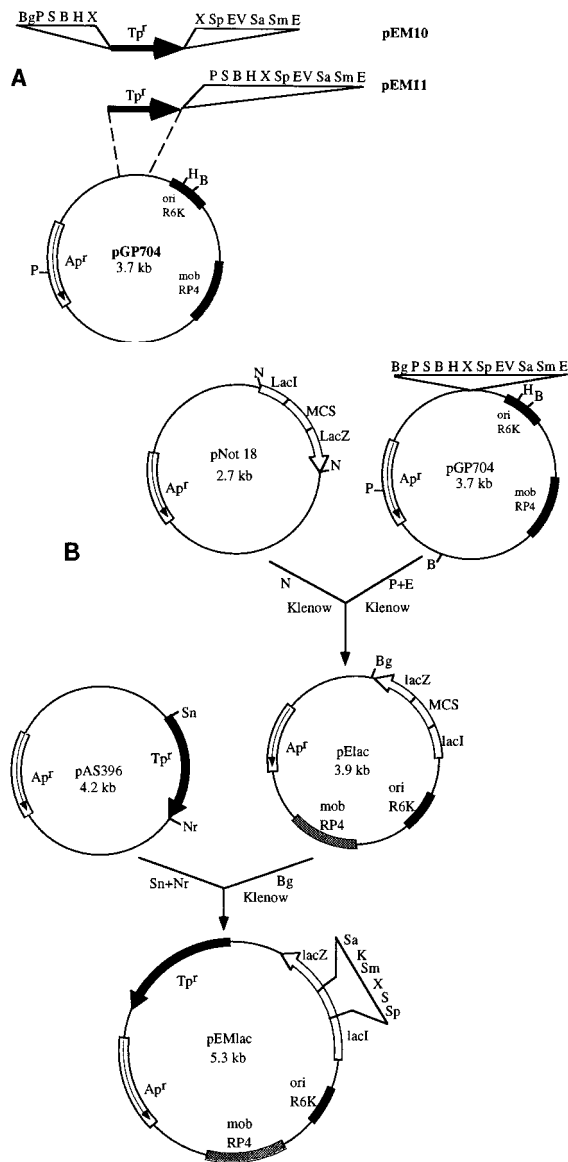 BgP S B H X
X Sp EV Sa Sm E
pEM10
Tpr
P S B H X Sp EV Sa Sm E
pEM11
A
Tpr
H
B
ori
R6K
pGP704
3.7 kb
P
Apr
mob
RP4
Bg P S B H X Sp EV Sa Sm E
N
LacI
MCS
LacZ
N
pNot 18
2.7 kb
Apr
H
B
ori
R6K
pGP704
3.7 kb
Apr
P
mob
RP4
B
B
N
Klenow
P+E
Klenow
Bg
lacZ
MCS
lacI
Sn
Tpr
pAS396
4.2 kb
Apr
Nr
Apr
pElac
3.9 kb
mob
RP4
ori
R6K
Sn+Nr
Bg
Klenow
Sa
K
Sm
X
S
Sp
lacZ
lacI
Tpr
pEMlac
5.3 kb
Apr
ori
R6K
mob
RP4